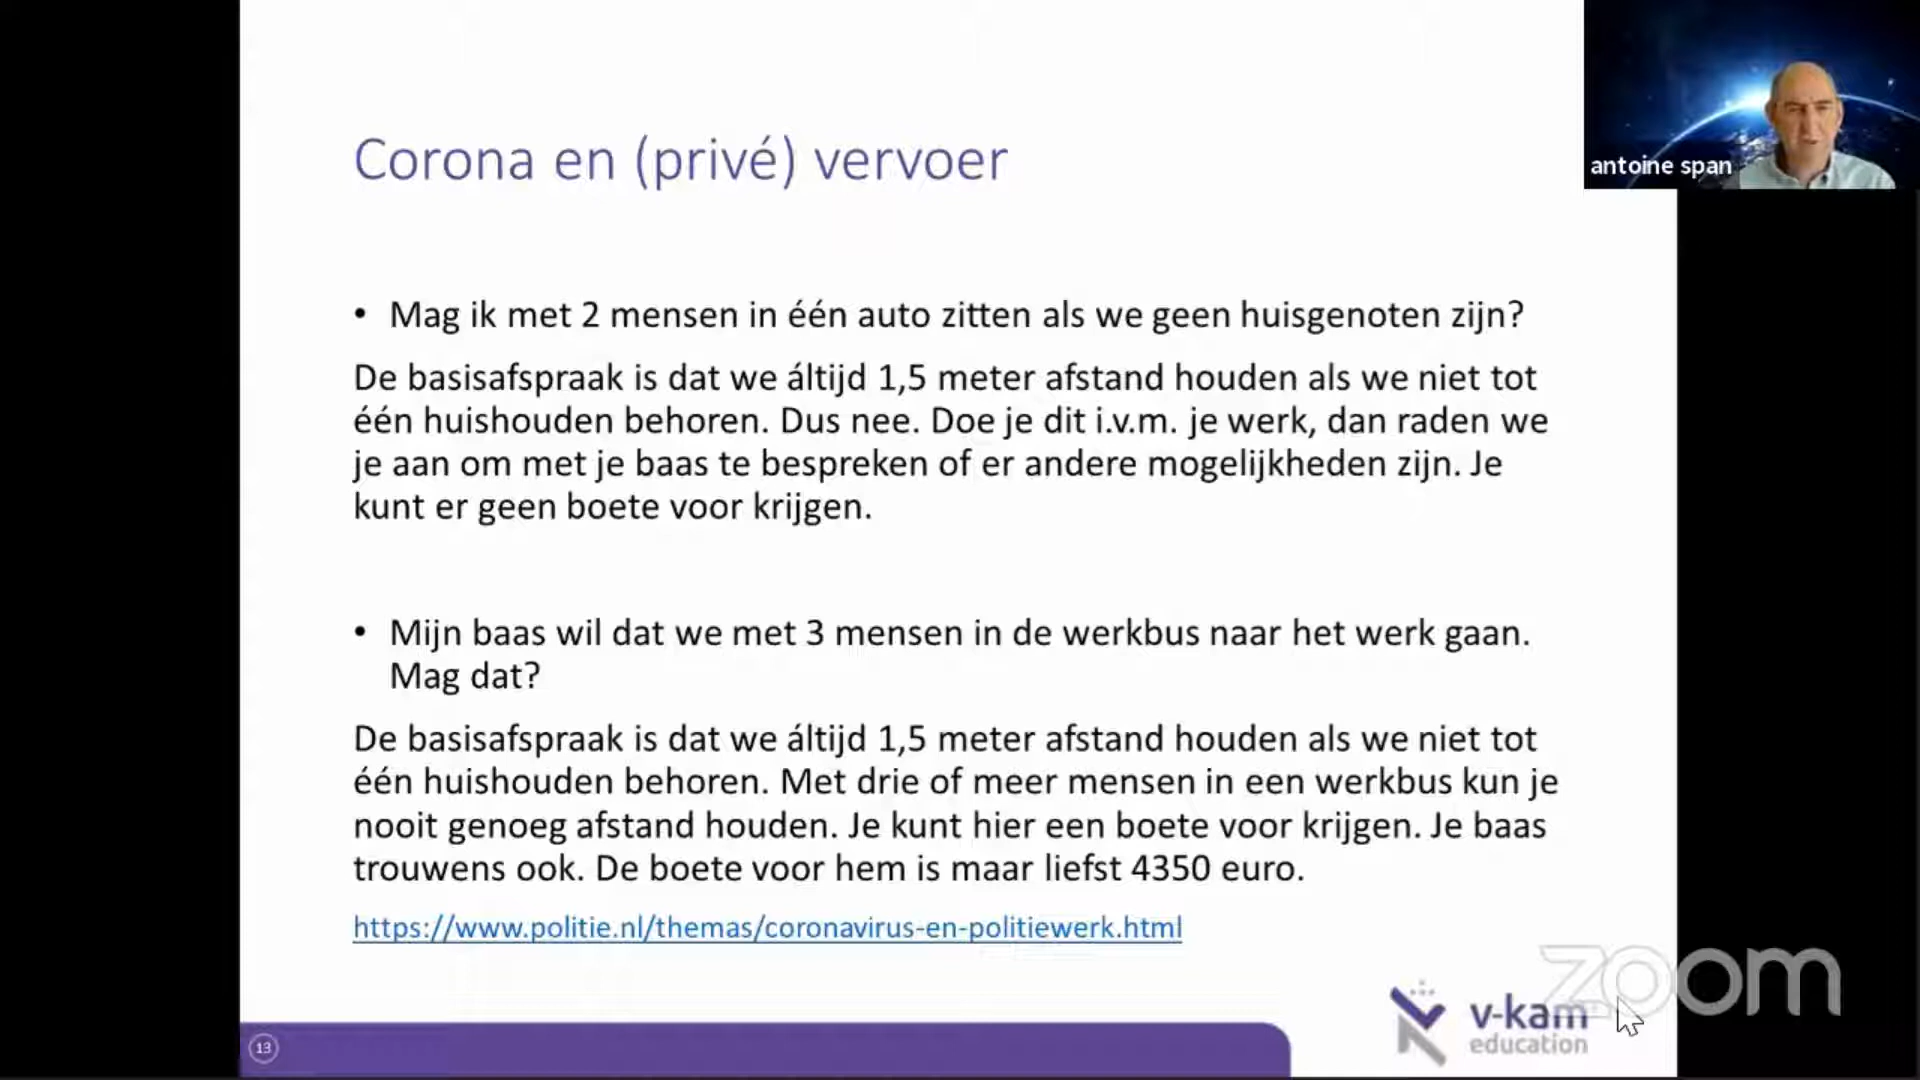 Corona en (privé) vervoer
antoine span
• Mag ik met 2 mensen in één auto zitten als we geen huisgenoten zijn?
De basisafspraak is dat we áltijd 1,5 meter afstand houden als we niet tot
één huishouden behoren. Dus nee. Doe je dit i.v.m. je werk, dan raden we
je aan om met je baas te bespreken of er andere mogelijkheden zijn. Je
kunt er geen boete voor krijgen.
• Mijn baas wil dat we met 3 mensen in de werkbus naar het werk gaan.
Mag dat?
De basisafspraak is dat we áltijd 1,5 meter afstand houden als we niet tot
één huishouden behoren. Met drie of meer mensen in een werkbus kun je
nooit genoeg afstand houden. Je kunt hier een boete voor krijgen. Je baas
trouwens ook. De boete voor hem is maar liefst 4350 euro.
https://www.politie.nl/themas/coronavirus-en-politiewerk.html
zoom
v-kam
education
13